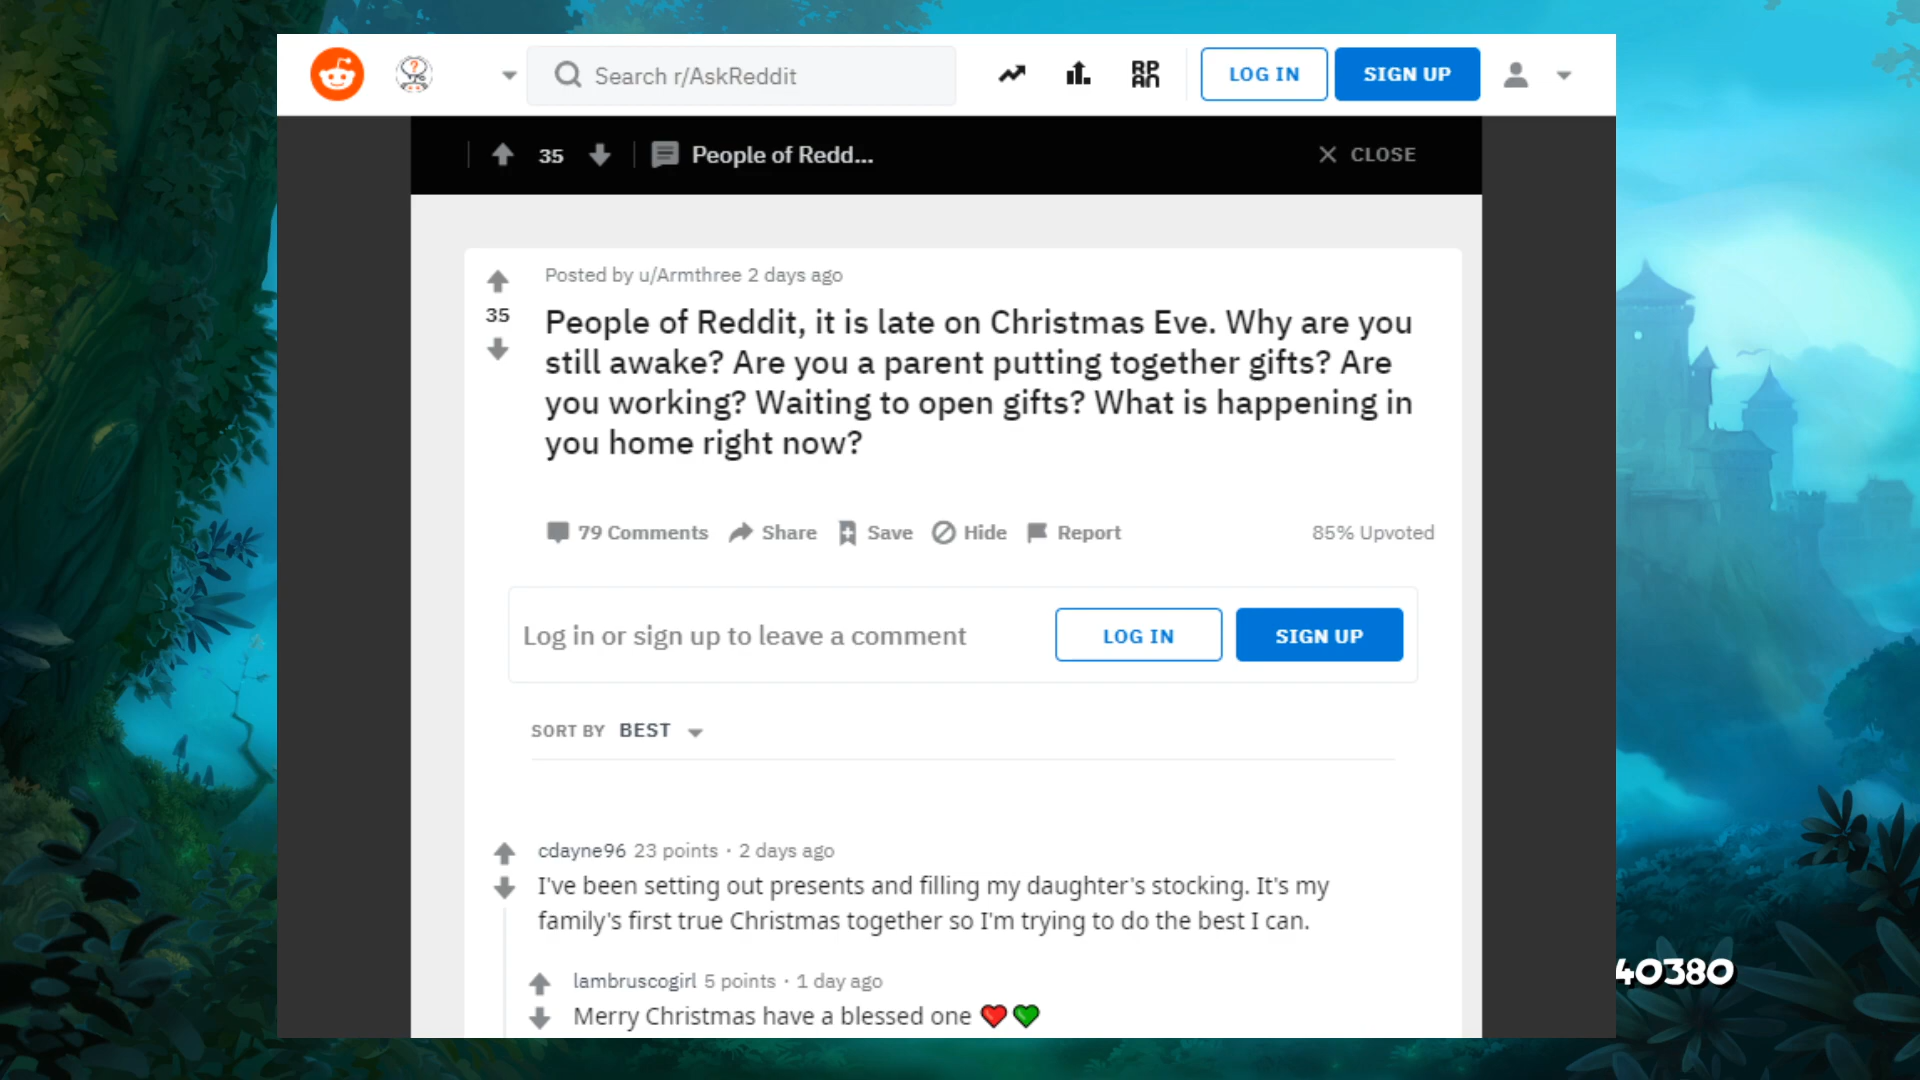 Search r/AskReddit
RPAN
LOG IN
SIGN UP
35
People of Redd...
CLOSE
Posted by u/Armthree 2 days ago
35
People of Reddit, it is late on Christmas Eve. Why are you
still awake? Are you a parent putting together gifts? Are
you working? Waiting to open gifts? What is happening in
you home right now?
79 Comments Share Save Hide Report 85% Upvoted
Log in or sign up to leave a comment LOG IN SIGN UP
SORT BY BEST
cdayne96 23 points · 2 days ago
I've been setting out presents and filling my daughter's stocking. It's my
family's first true Christmas together so I'm trying to do the best I can.
lambruscogirl 5 points · 1 day ago
Merry Christmas have a blessed one ❤️💚
40380